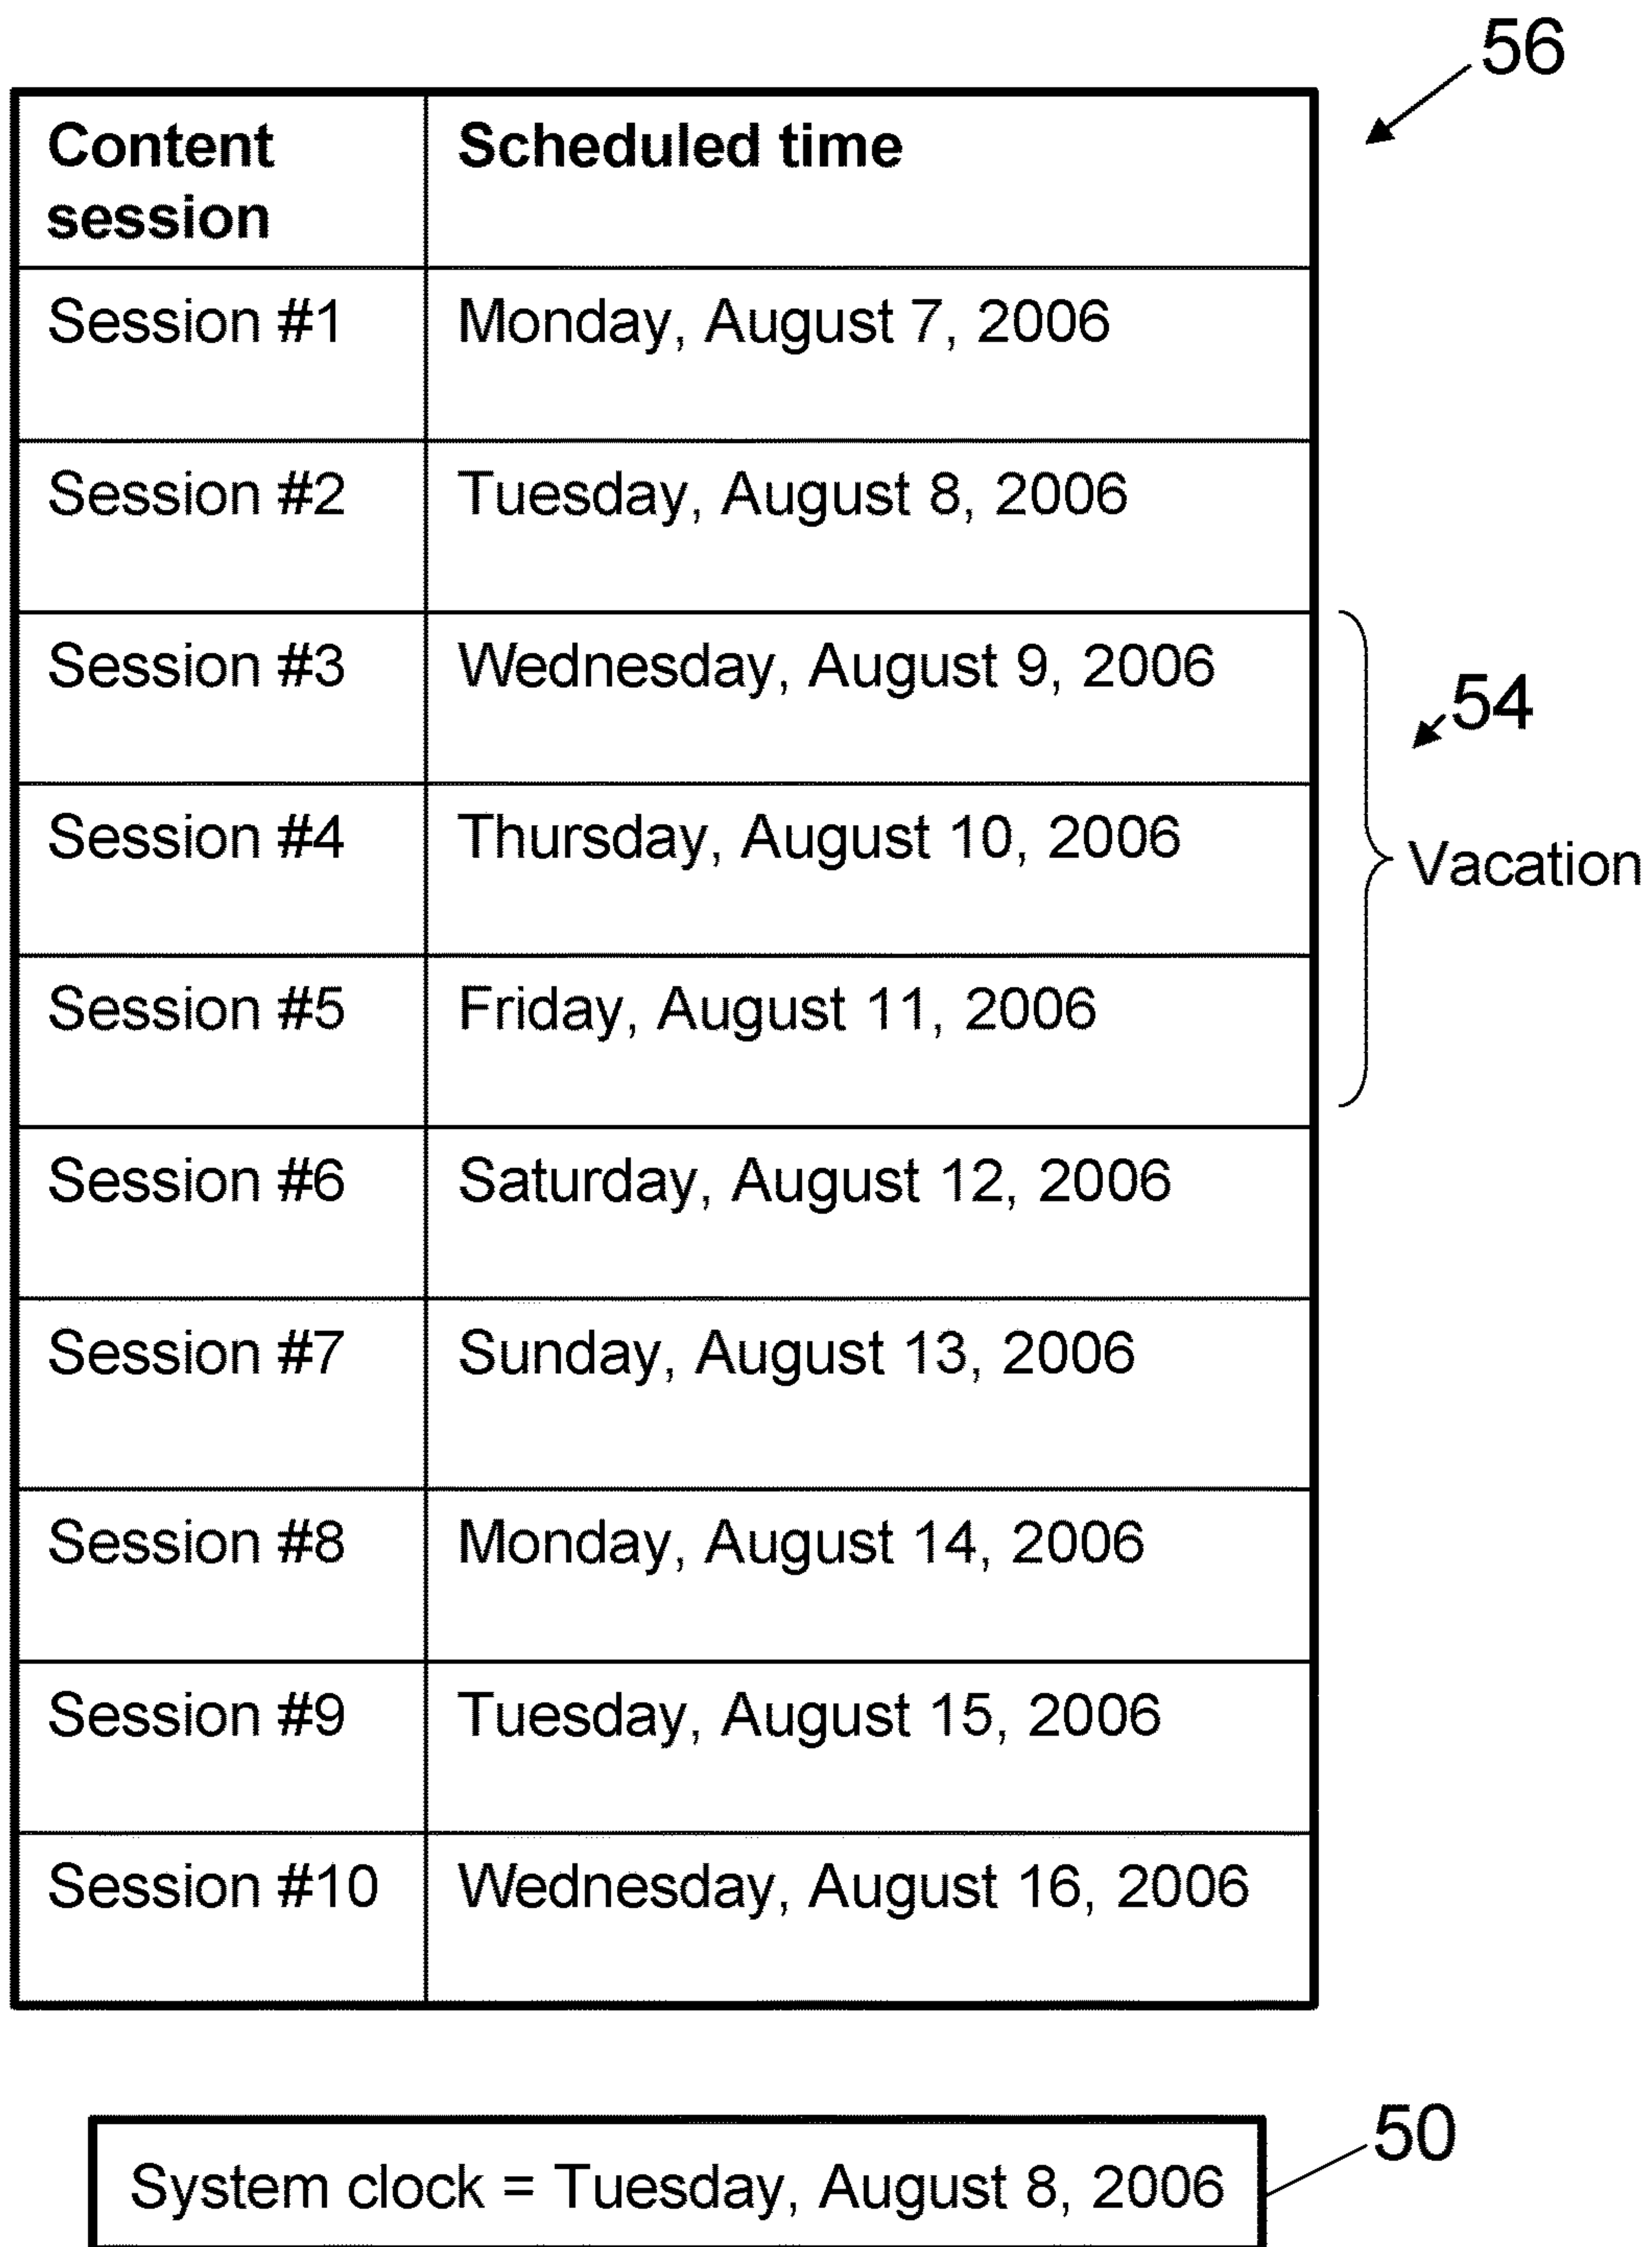 56
Content Scheduled time
session
Session #1 Monday, August 7, 2006
Session #2 Tuesday, August 8, 2006
Session #3 Wednesday, August 9, 2006
54
Session #4 Thursday, August 10, 2006
Vacation
Session #5 Friday, August 11, 2006
Session #6 Saturday, August 12, 2006
Session #7 Sunday, August 13, 2006
Session #8 Monday, August 14, 2006
Session #9 Tuesday, August 15, 2006
Session #10 Wednesday, August 16, 2006
50
System clock = Tuesday, August 8, 2006